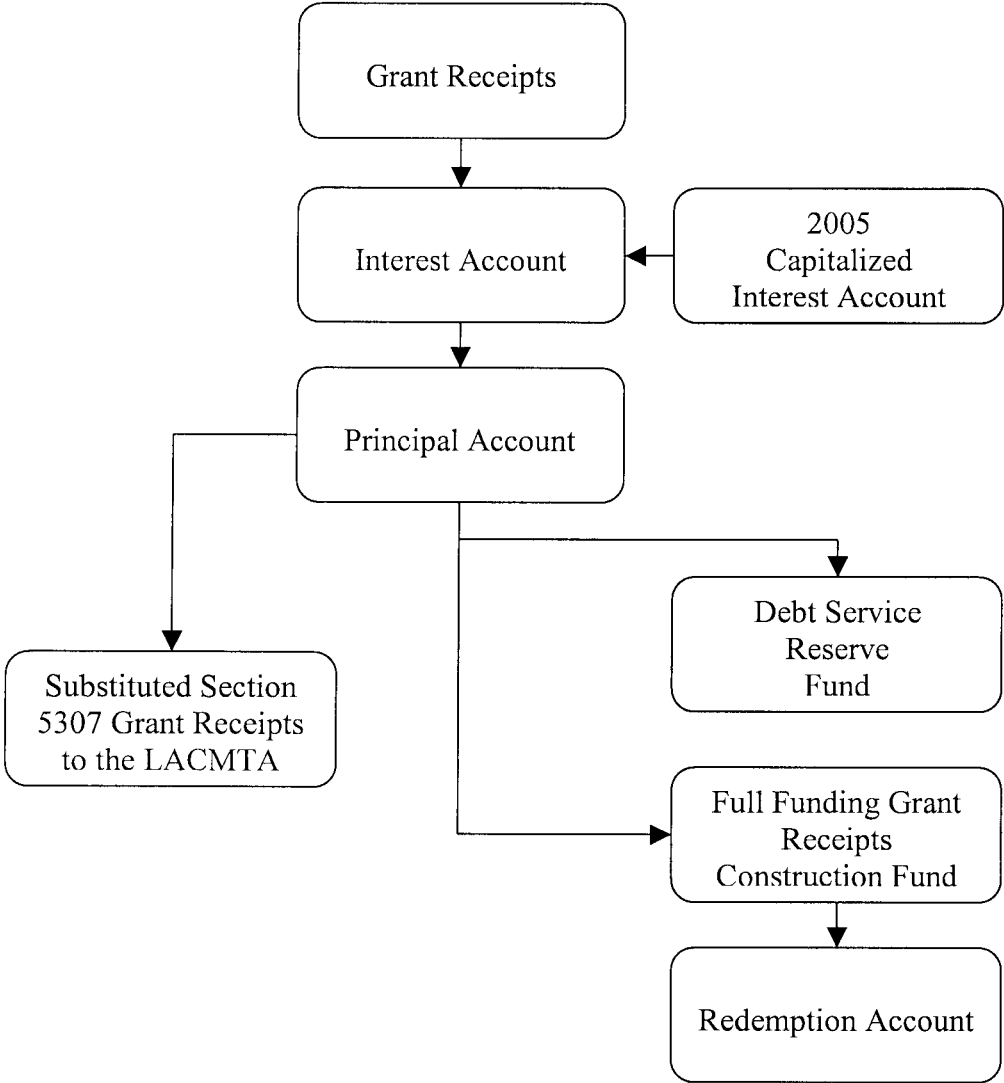 Grant Receipts
Interest Account
2005
Capitalized
Interest Account
Principal Account
Debt Service
Reserve
Fund
Substituted Section
5307 Grant Receipts
to the LACMTA
Full Funding Grant
Receipts
Construction Fund
Redemption Account